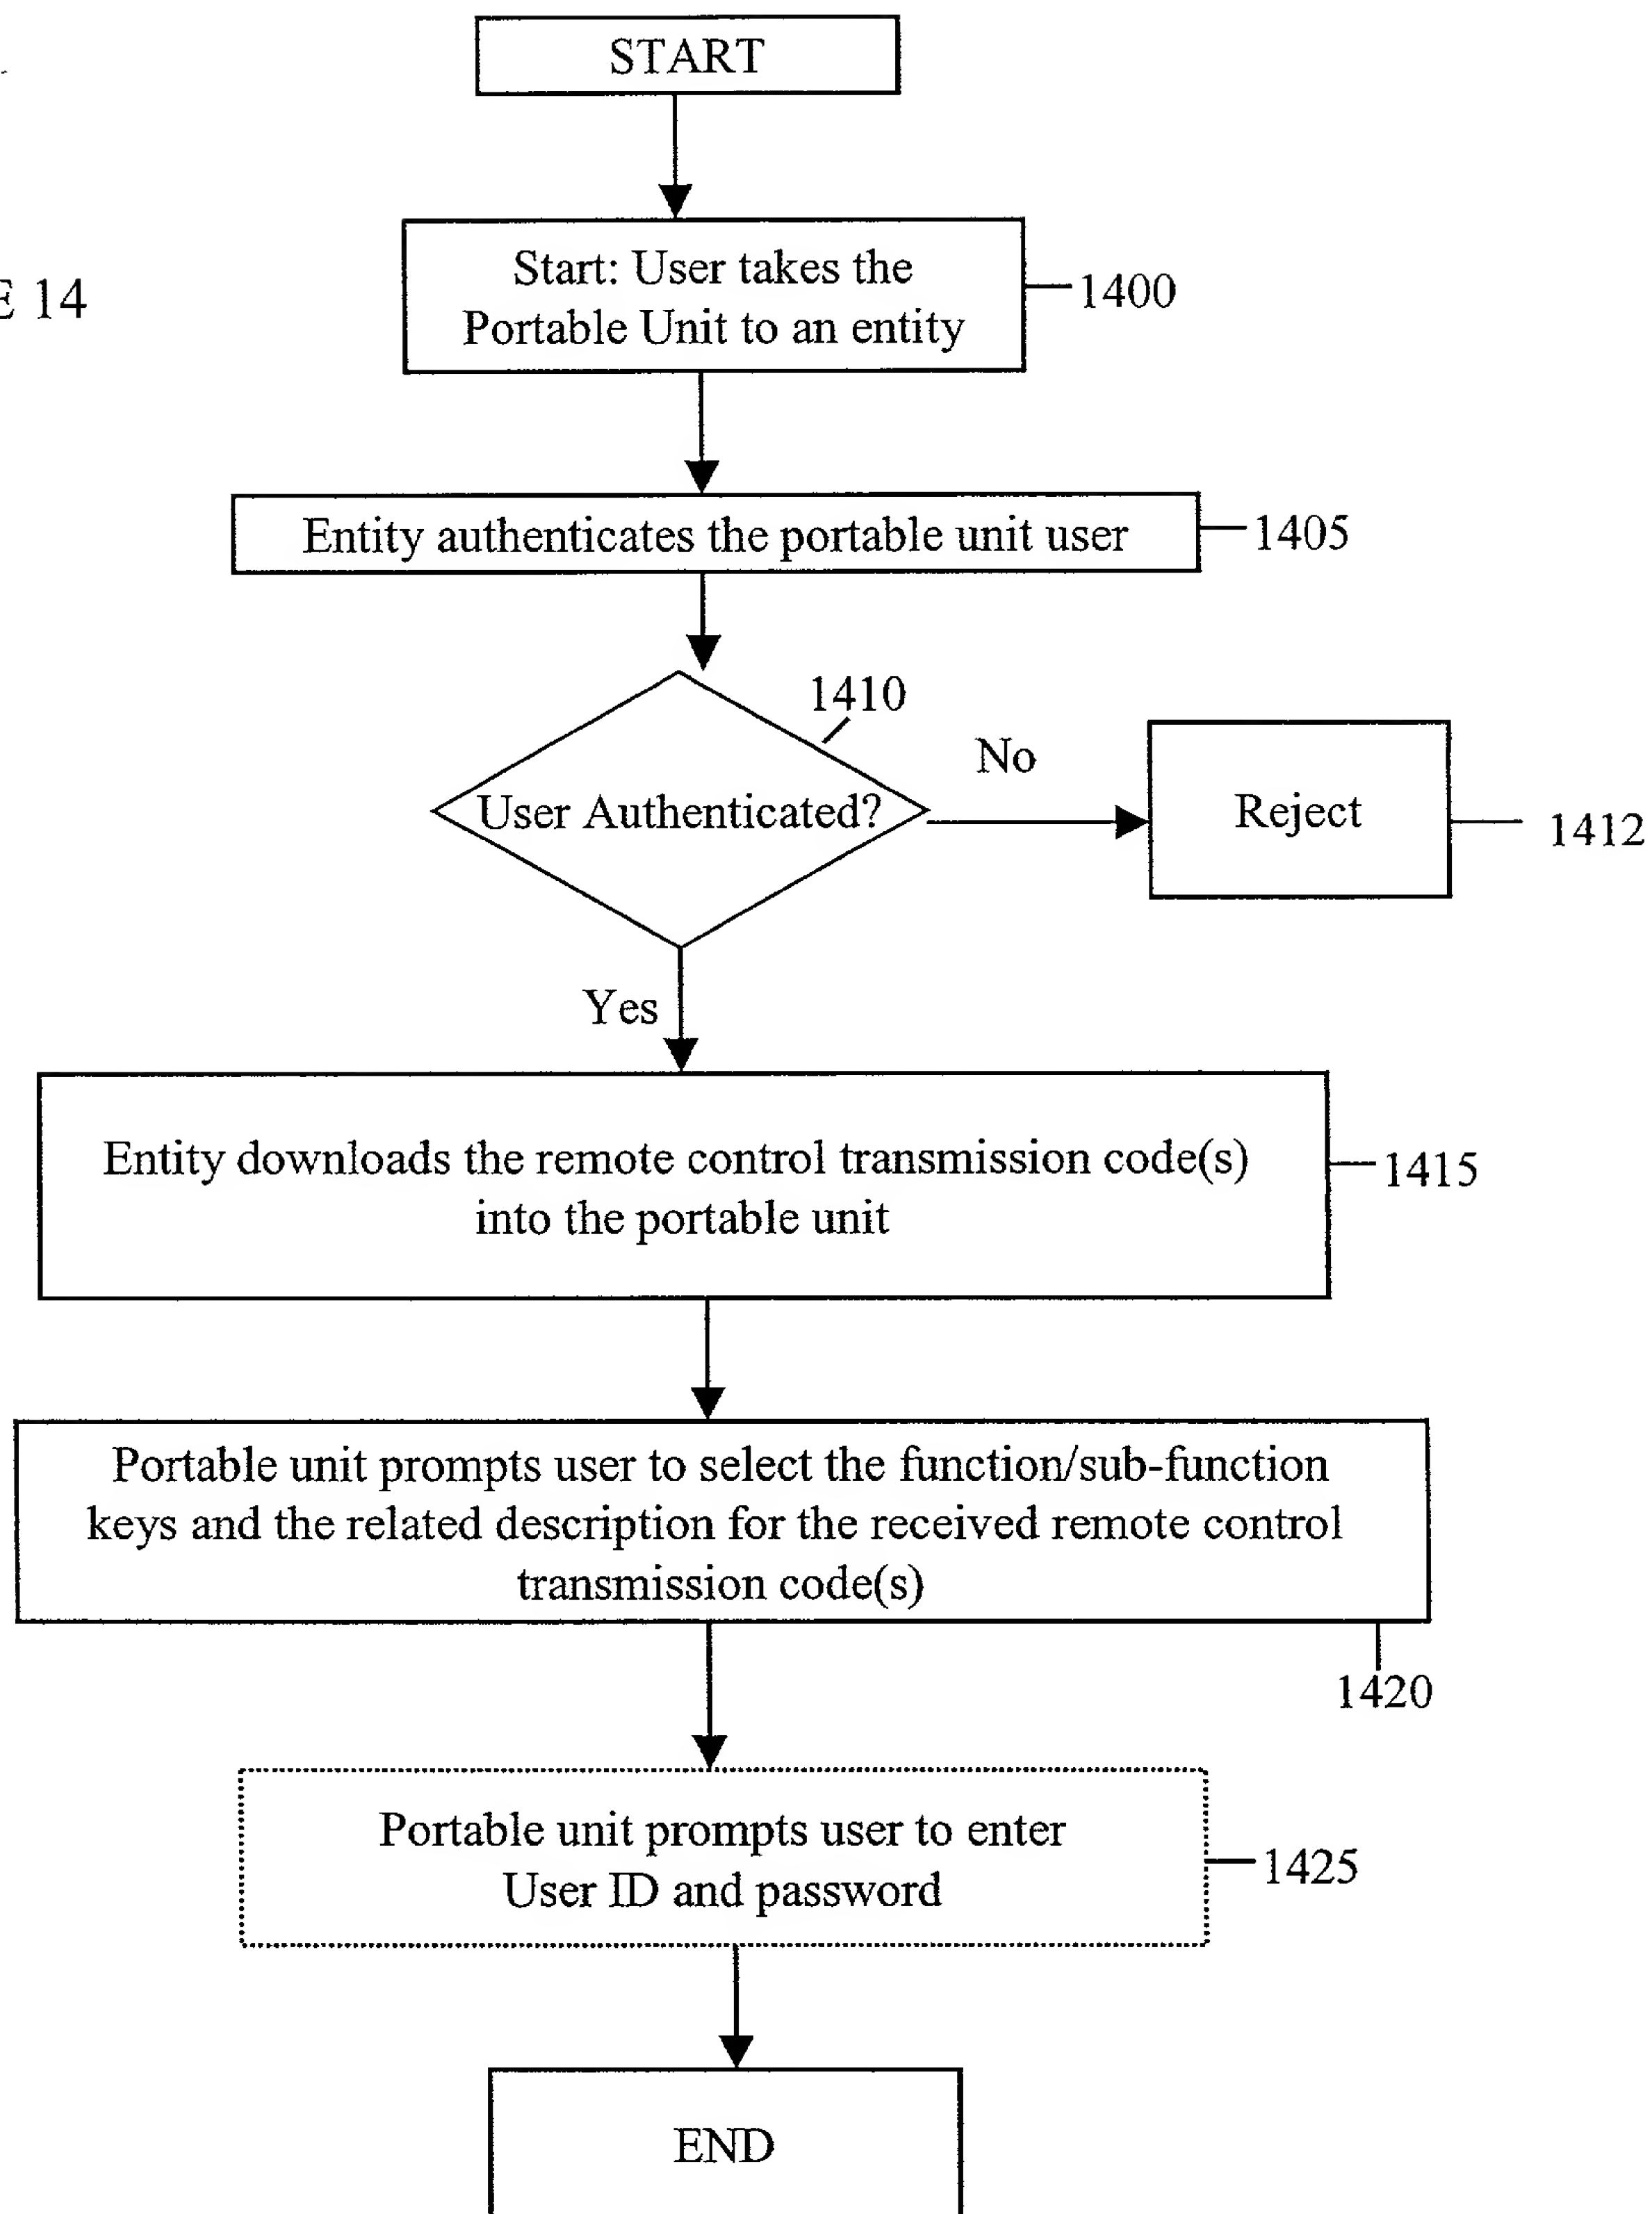 START
Start: User takes the
Portable Unit to an entity
1400
E 14
Entity authenticates the portable unit user
1405
1410
User Authenticated?
No
Reject
1412
Yes
Entity downloads the remote control transmission code(s)
into the portable unit
1415
Portable unit prompts user to select the function/sub-function
keys and the related description for the received remote control
transmission code(s)
1420
Portable unit prompts user to enter
User ID and password
1425
END